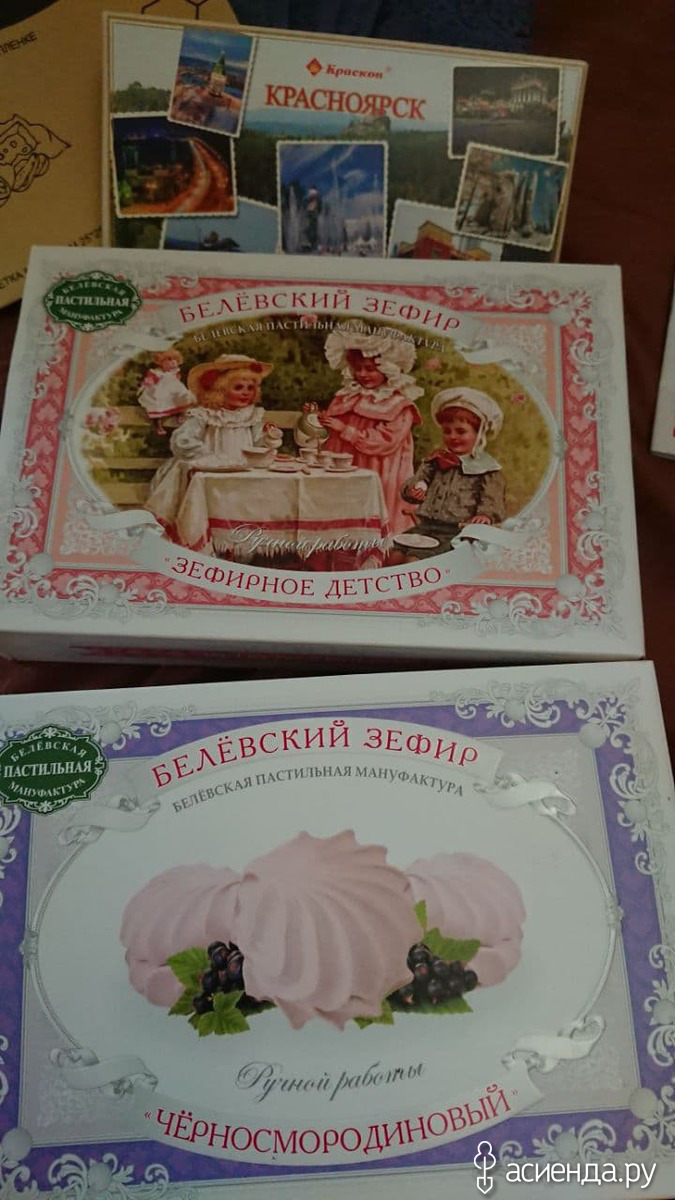 ПЛЕНКЕ
Краскон
КРАСНОЯРСК
БЕЛЁВСКАЯ
ПАСТИЛЬНАЯ
МАНУФАКТУРА
БЕЛЁВСКИЙ ЗЕФИР
БЕЛЁВСКАЯ ПАСТИЛЬНАЯ МАНУФАКТУРА
Ручной работы
"ЗЕФИРНОЕ ДЕТСТВО"
БЕЛЁВСКАЯ
ПАСТИЛЬНАЯ
МАНУФАКТУРА
БЕЛЁВСКИЙ ЗЕФИР
БЕЛЁВСКАЯ ПАСТИЛЬНАЯ МАНУФАКТУРА
Ручной работы
"ЧЁРНОСМОРОДИНОВЫЙ"
асиенда.ру